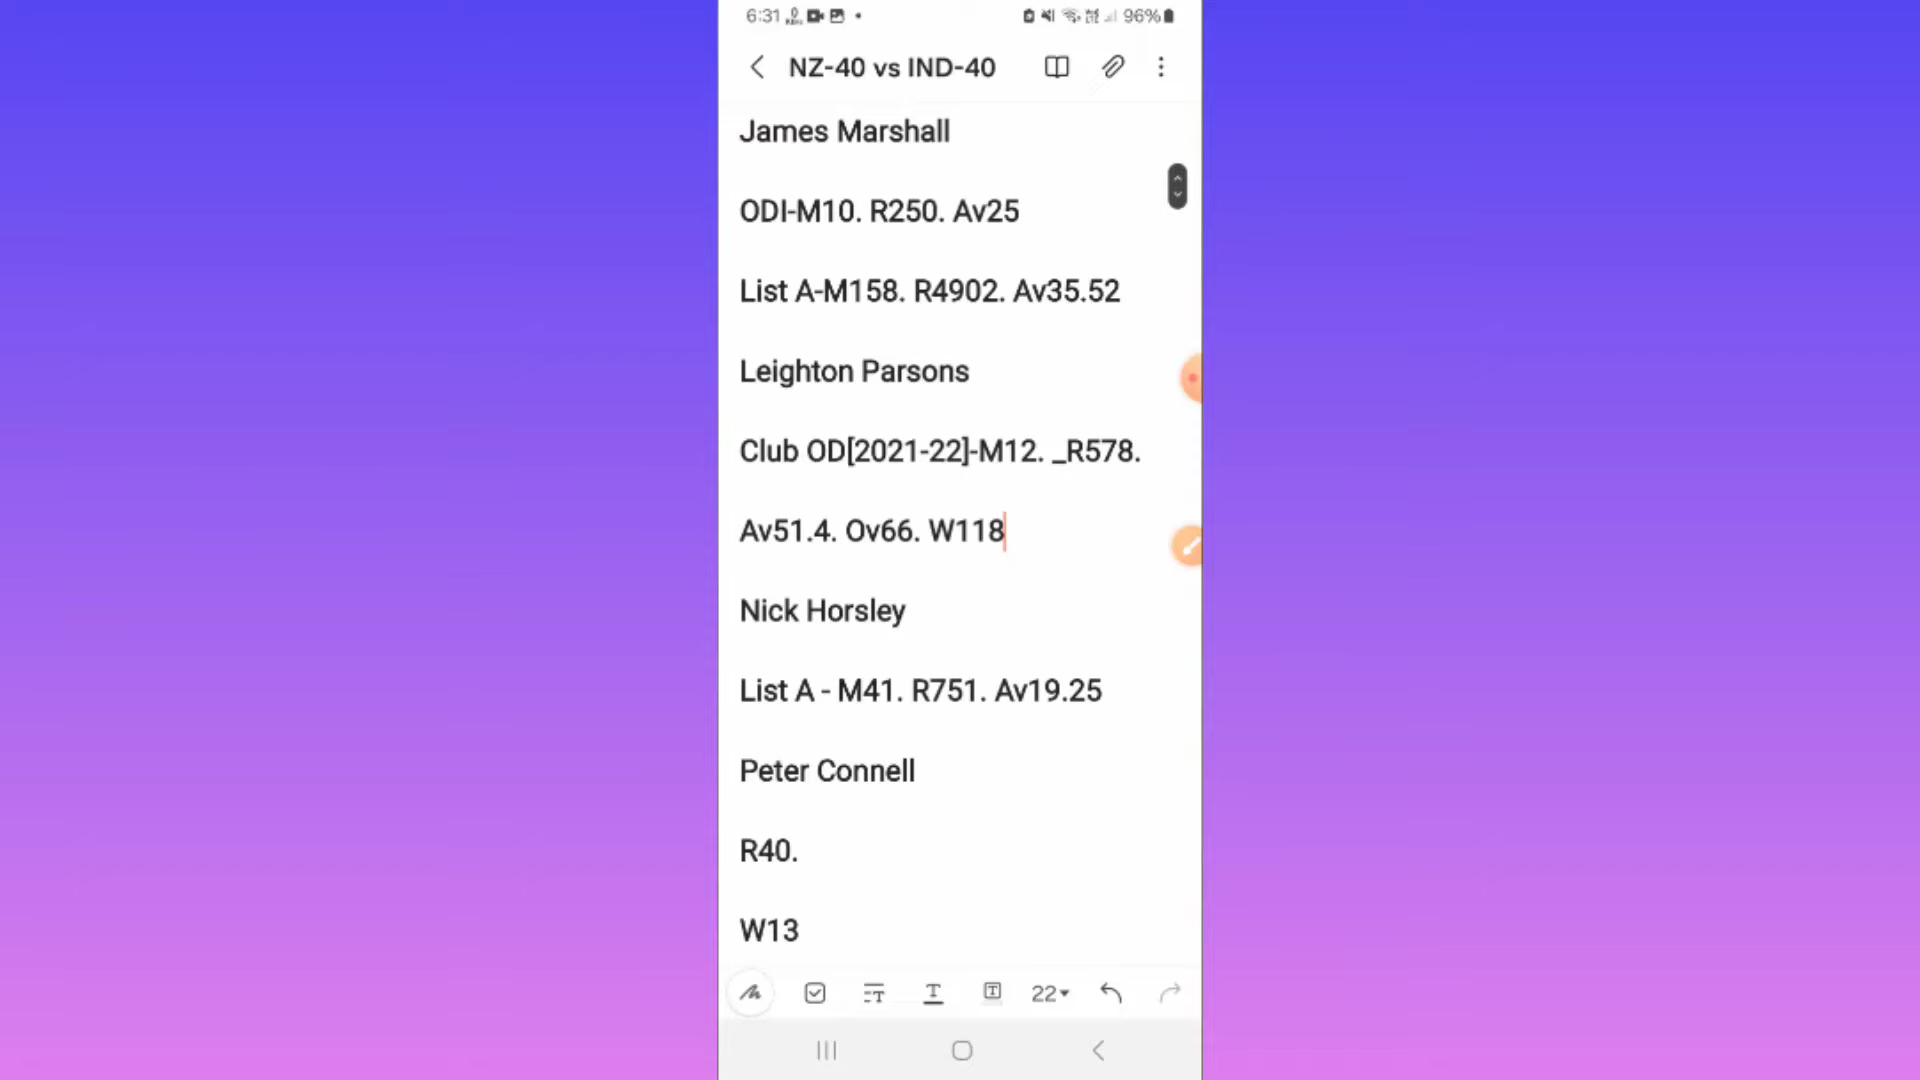 6:31 96%
NZ-40 vs IND-40
James Marshall
ODI-M10. R250. Av25
List A-M158. R4902. Av35.52
Leighton Parsons
Club OD[2021-22]-M12. _R578.
Av51.4. Ov66. W118
Nick Horsley
List A - M41. R751. Av19.25
Peter Connell
R40.
W13
22